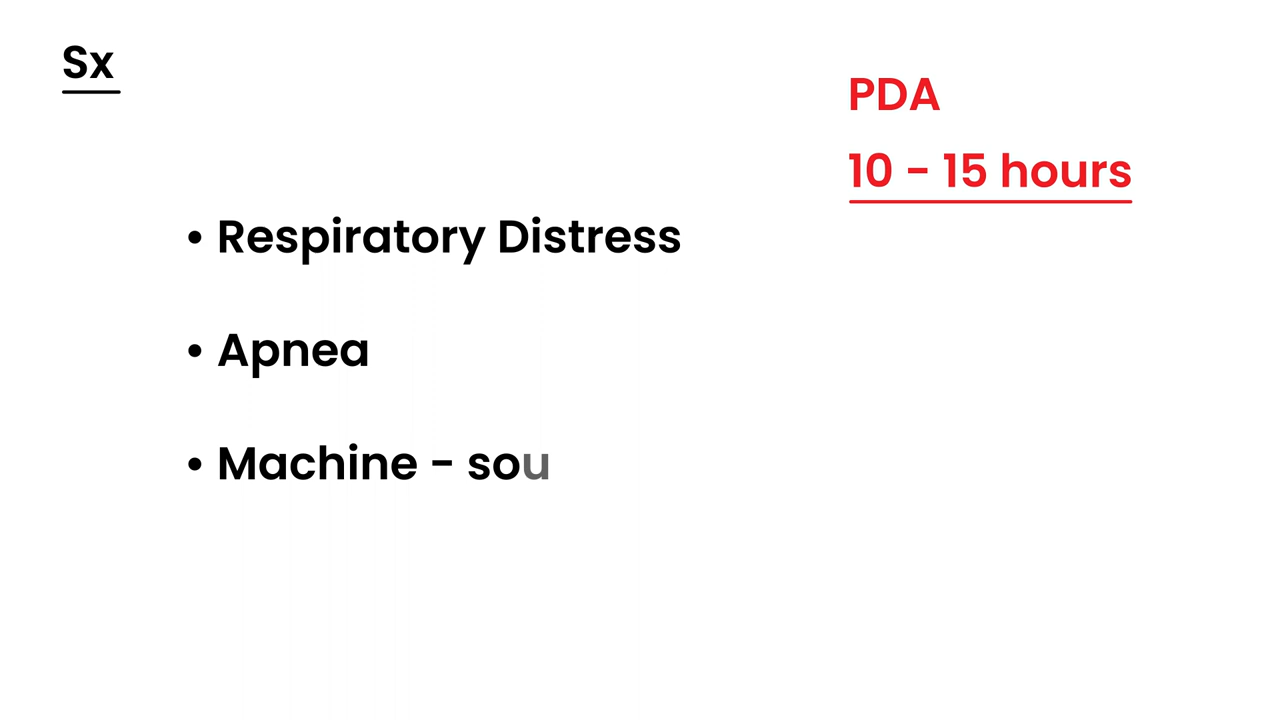 Sx
PDA
10 - 15 hours
• Respiratory Distress
• Apnea
• Machine - sou